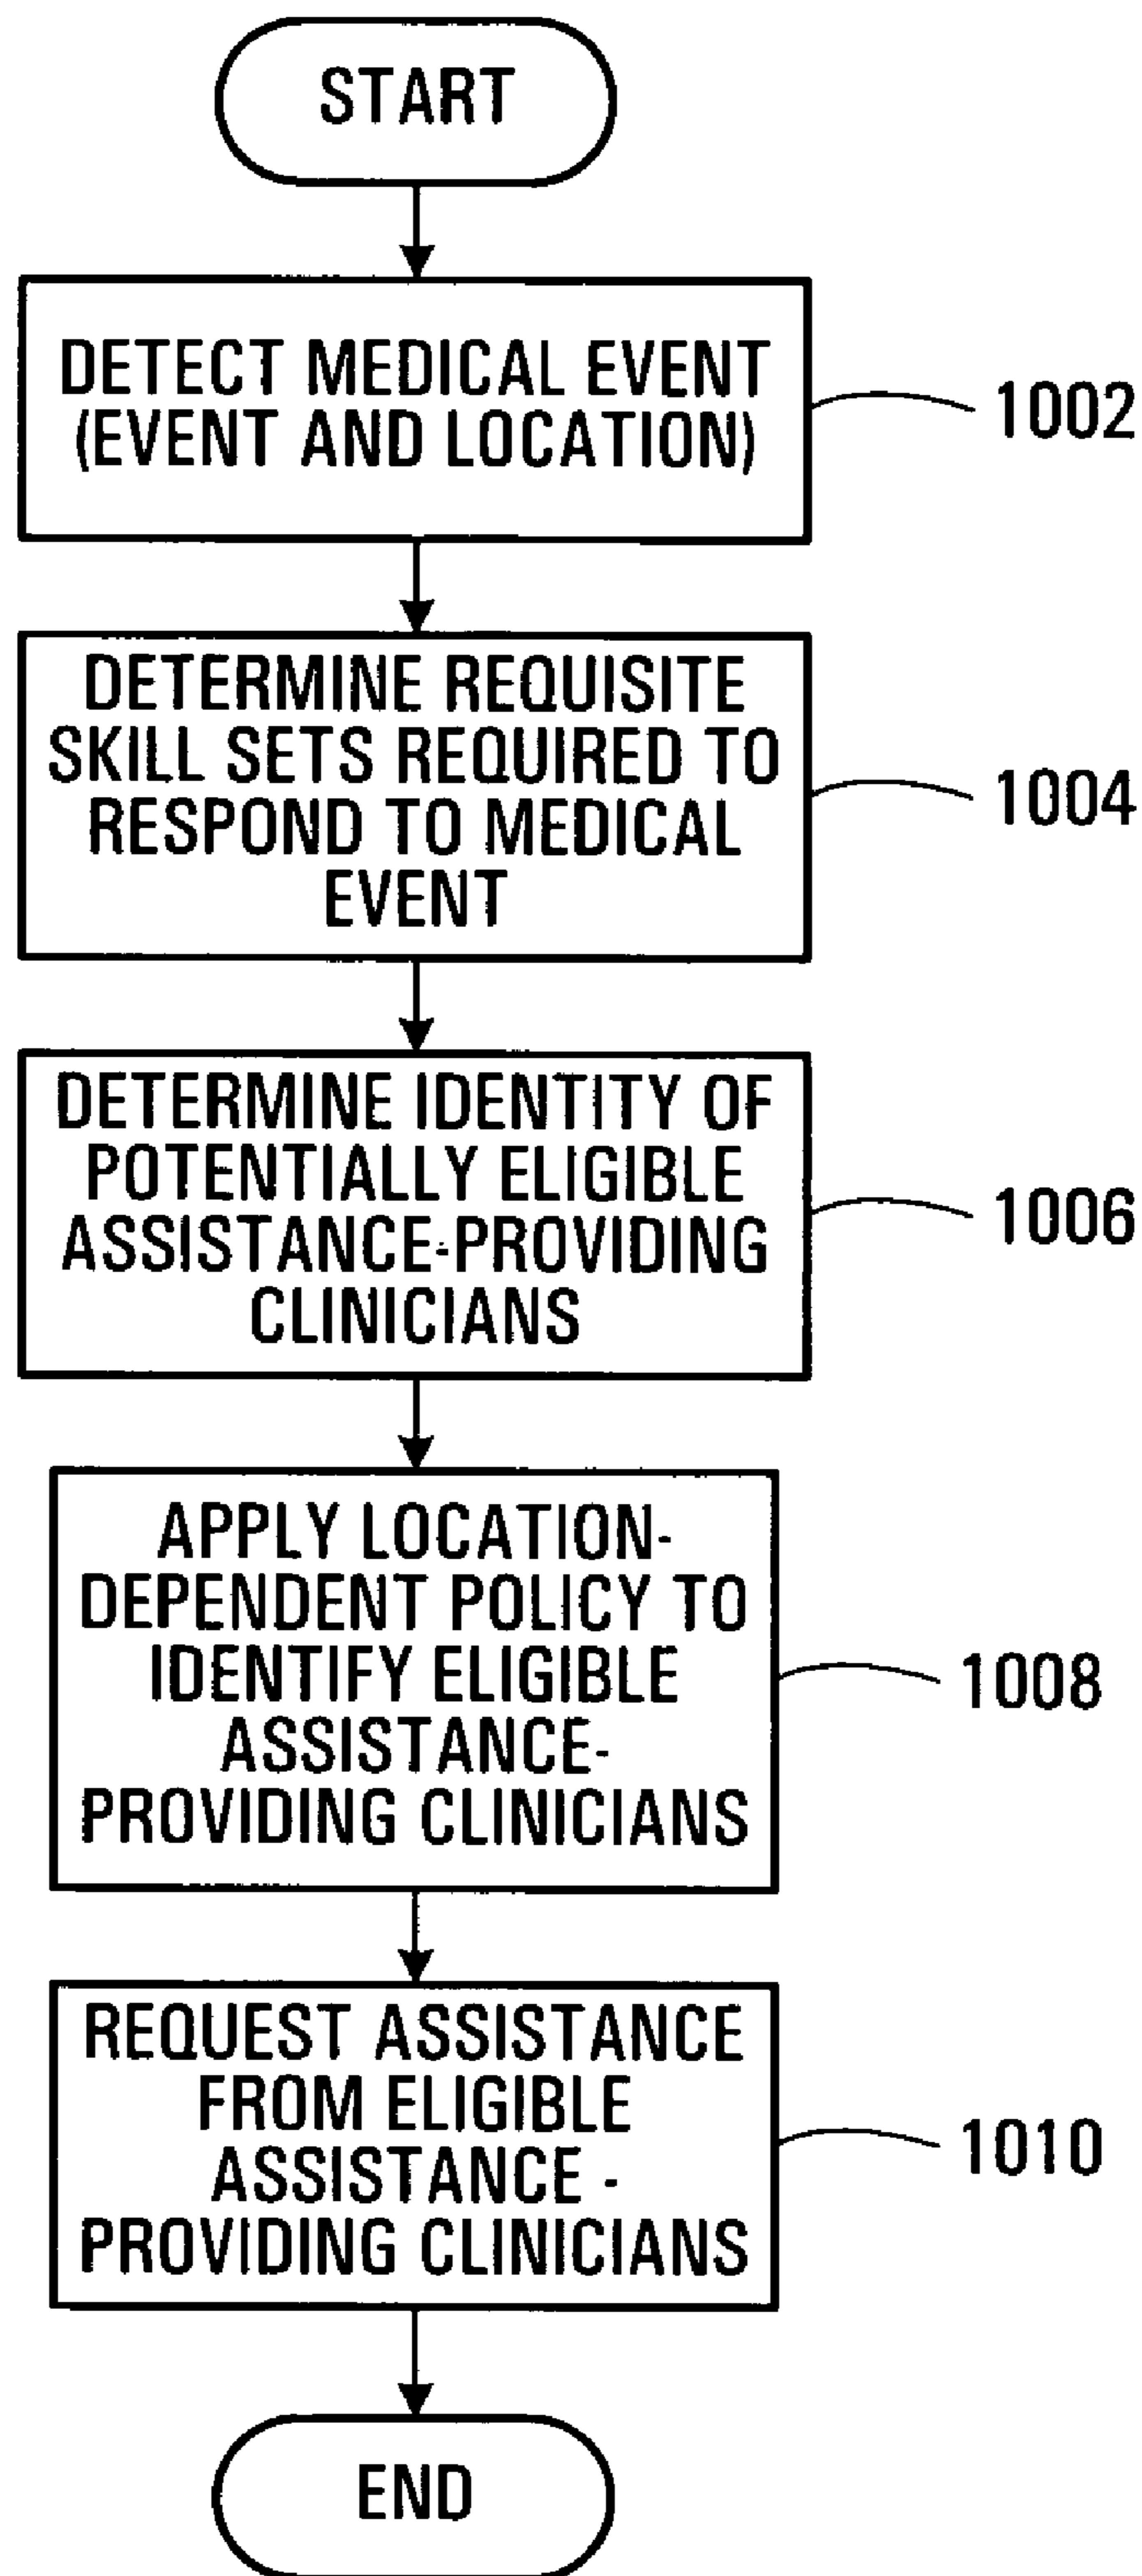 START
DETECT MEDICAL EVENT
(EVENT AND LOCATION)
1002
DETERMINE REQUISITE
SKILL SETS REQUIRED TO
RESPOND TO MEDICAL
EVENT
1004
DETERMINE IDENTITY OF
POTENTIALLY ELIGIBLE
ASSISTANCE-PROVIDING
CLINICIANS
1006
APPLY LOCATION-
DEPENDENT POLICY TO
IDENTIFY ELIGIBLE
ASSISTANCE-
PROVIDING CLINICIANS
1008
REQUEST ASSISTANCE
FROM ELIGIBLE
ASSISTANCE -
PROVIDING CLINICIANS
1010
END